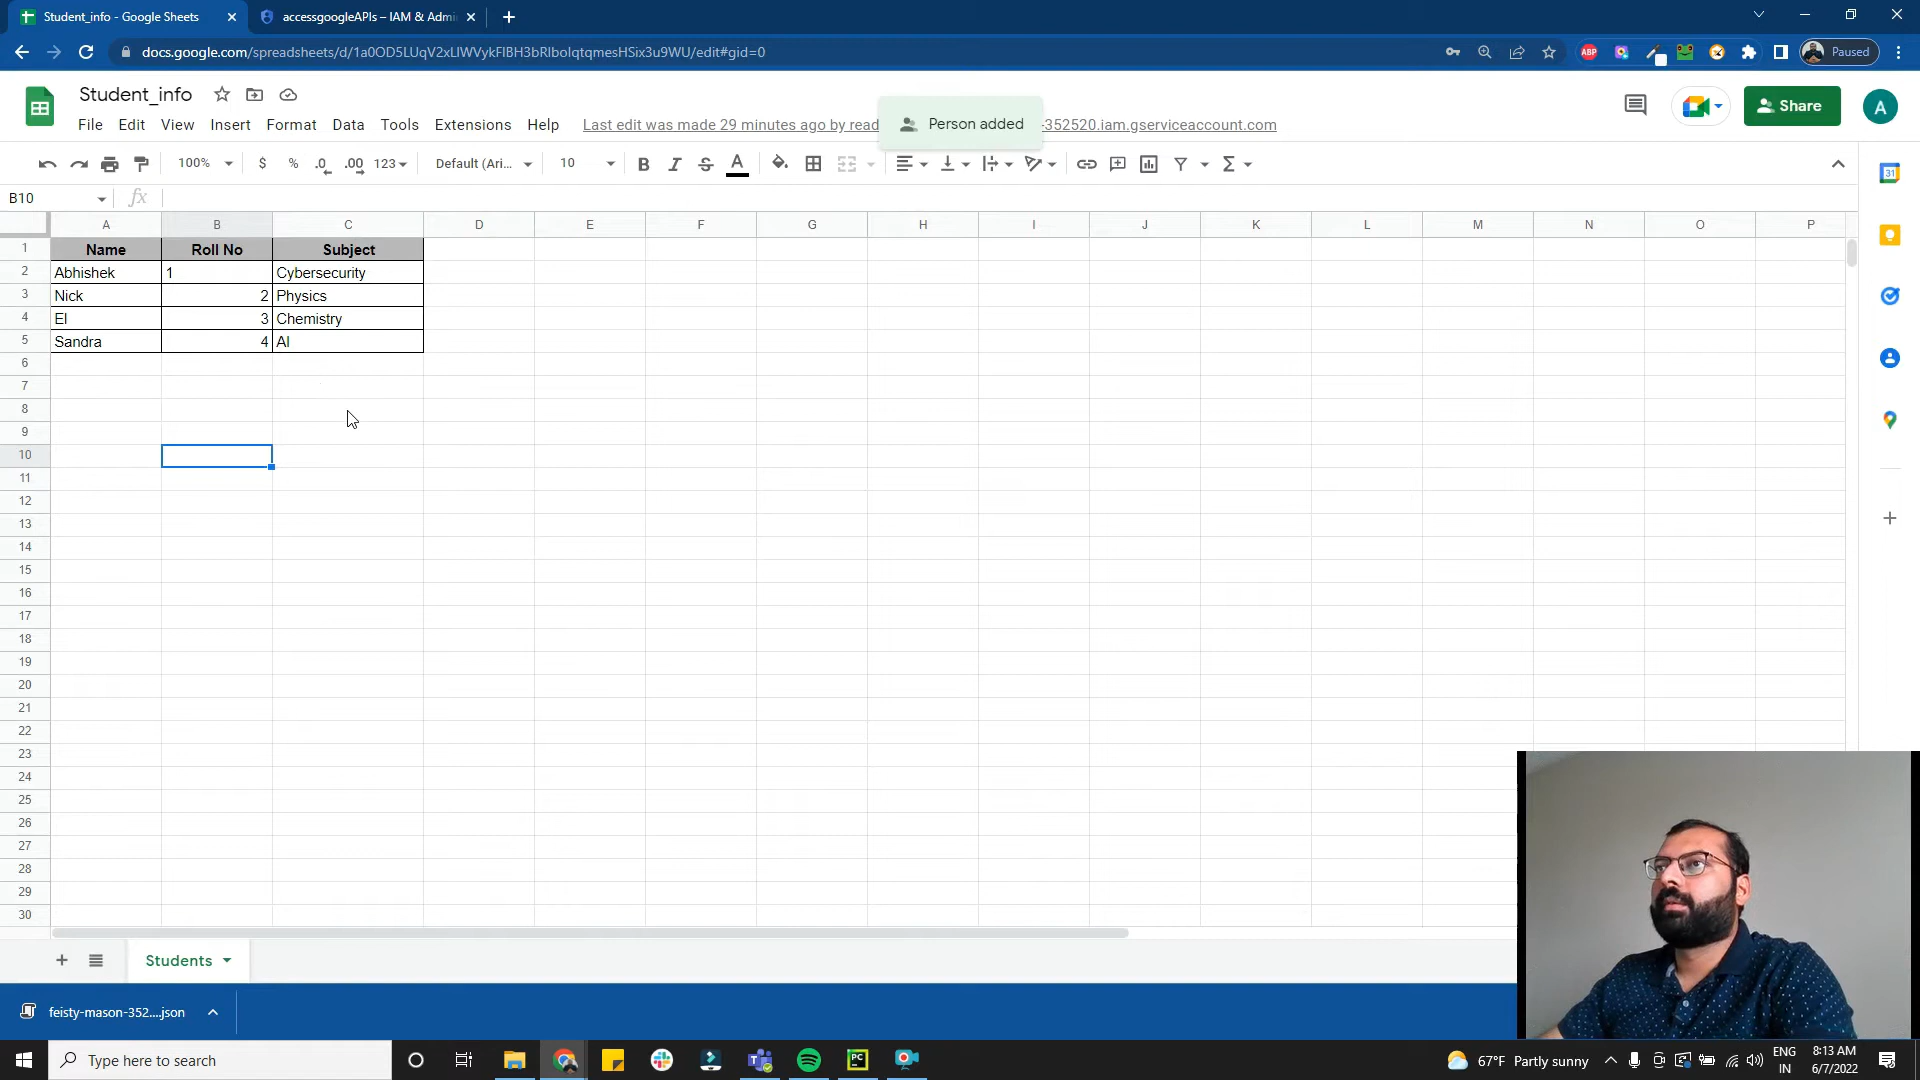 Student_info - Google Sheets
accessgoogleAPIs – IAM & Admi
docs.google.com/spreadsheets/d/
/edit#gid=0
ABP
Paused
Student_info
Share
A
File Edit View Insert Format Data Tools Extensions Help Last edit was made 29 minutes ago by read -352520.iam.gserviceaccount.com
Person added
100% $ % .0 .00 123 Default (Ari... 10 B I S A
31
B10 fx
A B C D E F G H I J K L M N O P
1 Name Roll No Subject
2 Abhishek 1 Cybersecurity
3 Nick 2 Physics
4 El 3 Chemistry
5 Sandra 4 AI
6
7
8
9
10
11
12
13
14
15
16
17
18
19
20
21
22
23
24
25
26
27
28
29
30
Students
feisty-mason-352....json
Type here to search
PC
67°F Partly sunny
ENG
IN
8:13 AM
6/7/2022